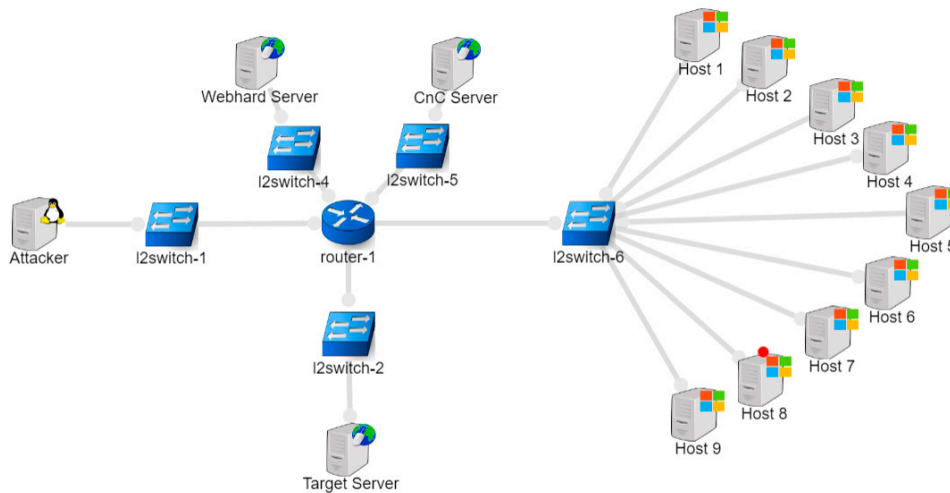 Host 1
Webhard Server
CnC Server
Host 2
Host 3
l2switch-4
l2switch-5
Host 4
Attacker
l2switch-1
router-1
l2switch-6
Host 5
Host 6
l2switch-2
Host 7
Host 8
Host 9
Target Server